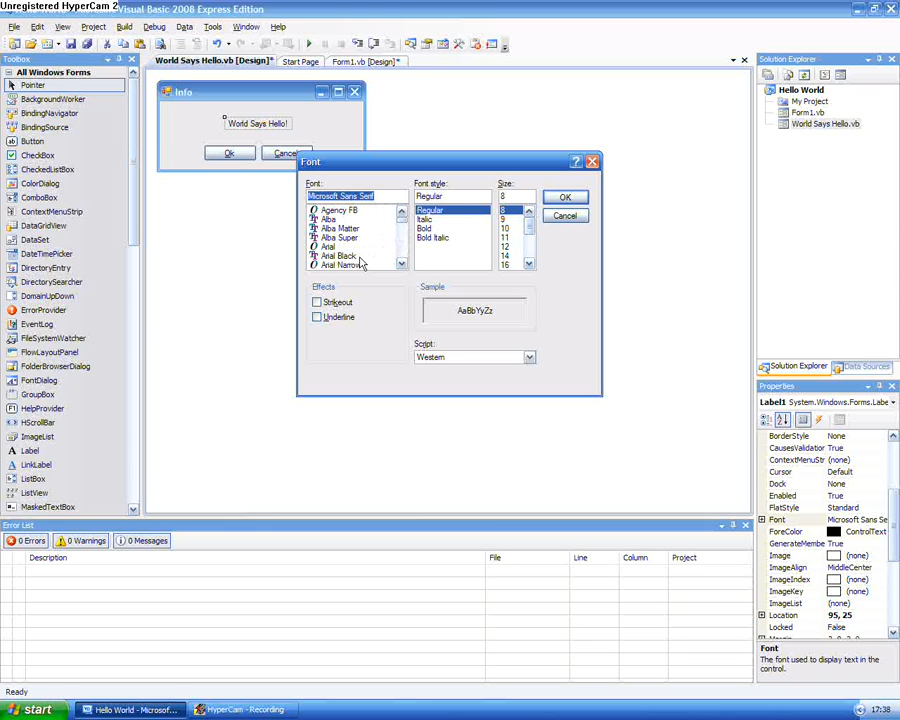 Unregistered HyperCam 2
Visual Basic 2008 Express Edition
File Edit View Project Build Debug Data Tools Window Help
Toolbox
All Windows Forms
Pointer
BackgroundWorker
BindingNavigator
BindingSource
Button
CheckBox
CheckedListBox
ColorDialog
ComboBox
ContextMenuStrip
DataGridView
DataSet
DateTimePicker
DirectoryEntry
DirectorySearcher
DomainUpDown
ErrorProvider
EventLog
FileSystemWatcher
FlowLayoutPanel
FolderBrowserDialog
FontDialog
GroupBox
HelpProvider
HScrollBar
ImageList
Label
LinkLabel
ListBox
ListView
MaskedTextBox
World Says Hello.vb [Design]* Start Page Form1.vb [Design]*
Info
World Says Hello!
Ok Cancel
Font
Font: Font style: Size:
Microsoft Sans Serif Regular 8
Agency FB
Alba
Alba Matter
Alba Super
Arial
Arial Black
Arial Narrow
Regular
Italic
Bold
Bold Italic
8
9
10
11
12
14
16
OK
Cancel
Effects
Strikeout
Underline
Sample
AaBbYyZz
Script:
Western
Solution Explorer
Hello World
My Project
Form1.vb
World Says Hello.vb
Solution Explorer Data Sources
Properties
Label1 System.Windows.Forms.Labe
BorderStyle None
CausesValidation True
ContextMenuStr (none)
Cursor Default
Dock None
Enabled True
FlatStyle Standard
Font Microsoft Sans Se
ForeColor ControlText
GenerateMembe True
Image (none)
ImageAlign MiddleCenter
ImageIndex (none)
ImageKey (none)
ImageList (none)
Location 95, 25
Locked False
Font
The font used to display text in the
control.
Error List
0 Errors 0 Warnings 0 Messages
Description File Line Column Project
Ready
start Hello World - Microsof... HyperCam - Recording 17:38